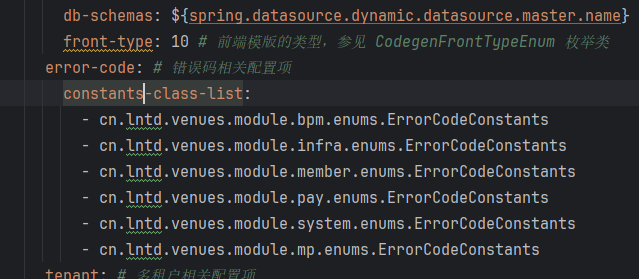 db-schemas: ${spring.datasource.dynamic.datasource.master.name}
front-type: 10 # 前端模版的类型，参见 CodegenFrontTypeEnum 枚举类
error-code: # 错误码相关配置项
constants-class-list:
- cn.lntd.venues.module.bpm.enums.ErrorCodeConstants
- cn.lntd.venues.module.infra.enums.ErrorCodeConstants
- cn.lntd.venues.module.member.enums.ErrorCodeConstants
- cn.lntd.venues.module.pay.enums.ErrorCodeConstants
- cn.lntd.venues.module.system.enums.ErrorCodeConstants
- cn.lntd.venues.module.mp.enums.ErrorCodeConstants
tenant: # 多租户相关配置项